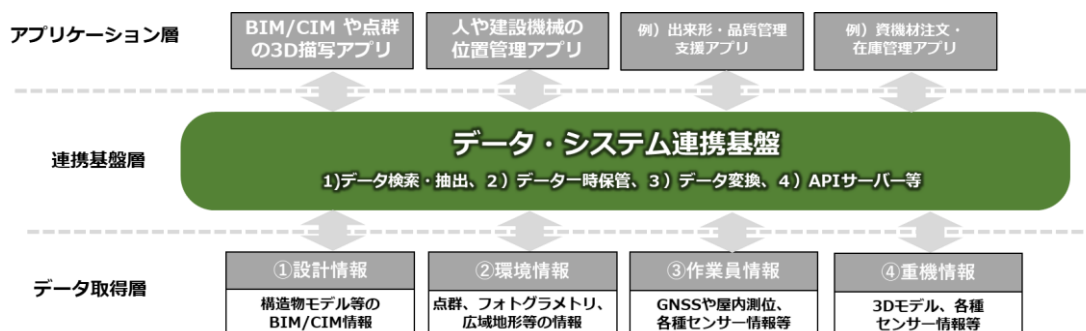 アプリケーション層
BIM/CIM や点群
の3D描写アプリ
人や建設機械の
位置管理アプリ
例）出来形・品質管理
支援アプリ
例）資機材注文・
在庫管理アプリ
連携基盤層
データ・システム連携基盤
1)データ検索・抽出、2）データ一時保管、3）データ変換、4）APIサーバー等
データ取得層
①設計情報
構造物モデル等の
BIM/CIM情報
②環境情報
点群、フォトグラメトリ、
広域地形等の情報
③作業員情報
GNSSや屋内測位、
各種センサー情報等
④重機情報
3Dモデル、各種
センサー情報等